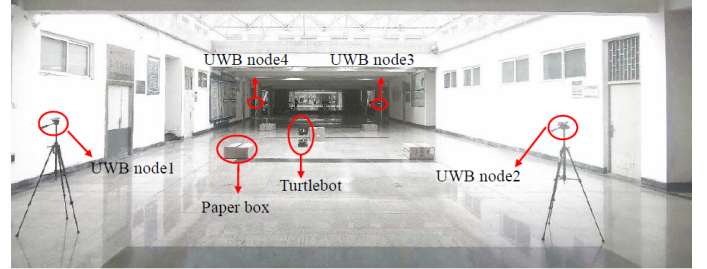 UWB node4
UWB node3
UWB node1
UWB node2
Turtlebot
Paper box